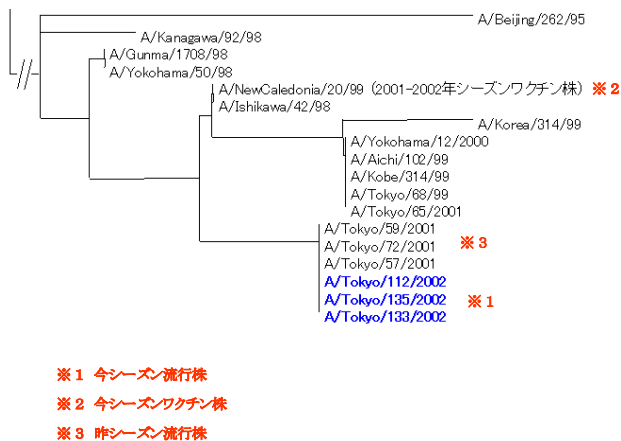 A/Beijing/262/95
A/Kanagawa/92/98
A/Gunma/1708/98
A/Yokohama/50/98
A/NewCaledonia/20/99 (2001-2002年シーズンワクチン株) ※2
A/Ishikawa/42/98
A/Korea/314/99
A/Yokohama/12/2000
A/Aichi/102/99
A/Kobe/314/99
A/Tokyo/68/99
A/Tokyo/65/2001
A/Tokyo/59/2001
A/Tokyo/72/2001 ※3
A/Tokyo/57/2001
A/Tokyo/112/2002
A/Tokyo/135/2002 ※1
A/Tokyo/133/2002
※1 今シーズン流行株
※2 今シーズンワクチン株
※3 昨シーズン流行株